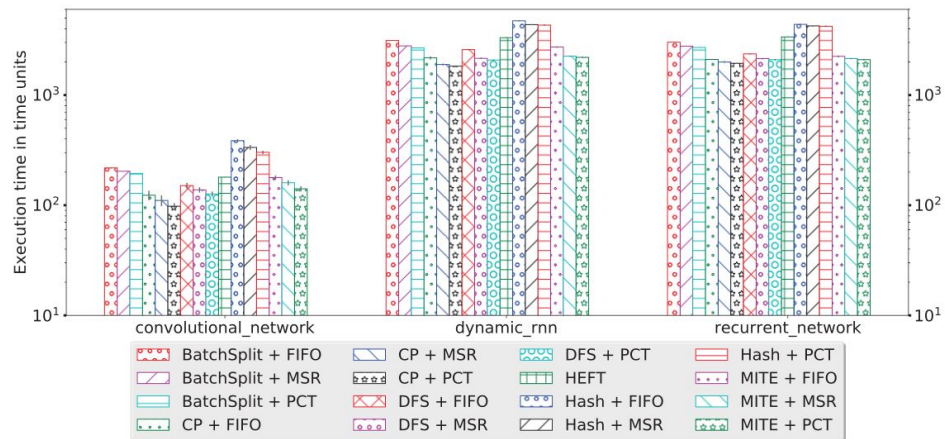 Execution time in time units
10³ 10³
10² 10²
10¹ 10¹
convolutional_network dynamic_rnn recurrent_network
BatchSplit + FIFO CP + MSR DFS + PCT Hash + PCT
BatchSplit + MSR CP + PCT HEFT MITE + FIFO
BatchSplit + PCT DFS + FIFO Hash + FIFO MITE + MSR
CP + FIFO DFS + MSR Hash + MSR MITE + PCT